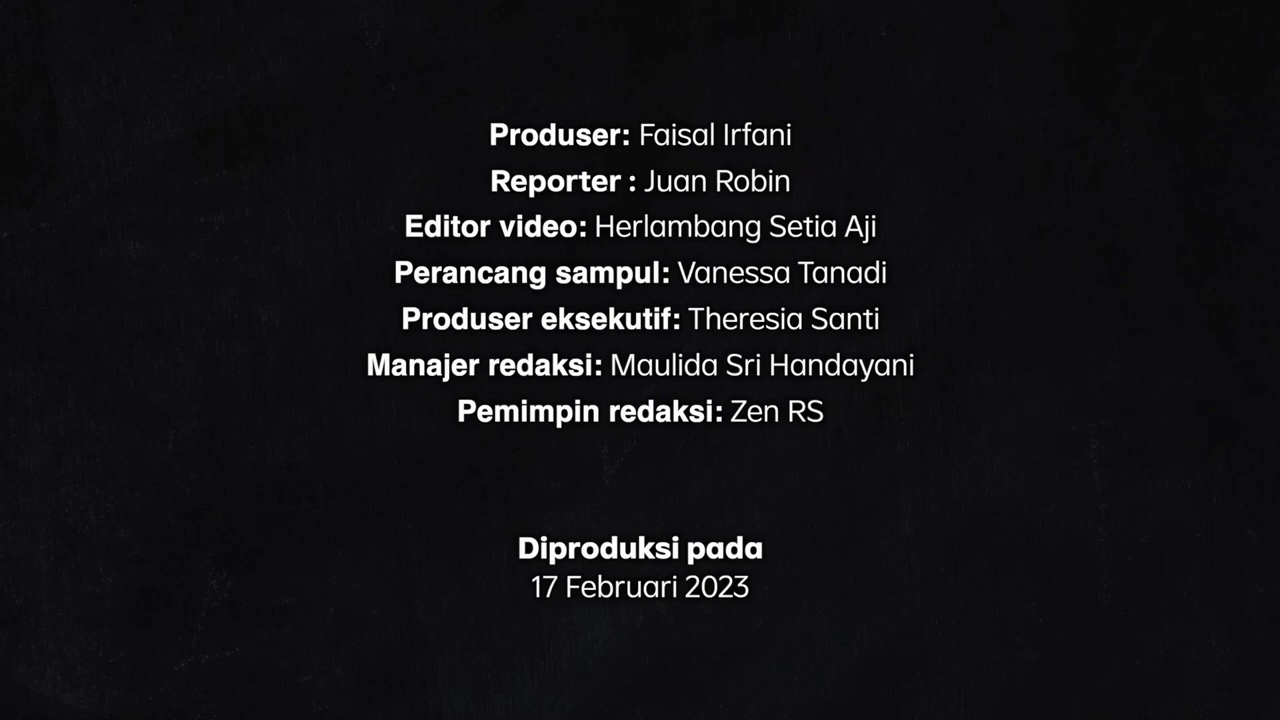 Produser: Faisal Irfani
Reporter : Juan Robin
Editor video: Herlambang Setia Aji
Perancang sampul: Vanessa Tanadi
Produser eksekutif: Theresia Santi
Manajer redaksi: Maulida Sri Handayani
Pemimpin redaksi: Zen RS
Diproduksi pada
17 Februari 2023